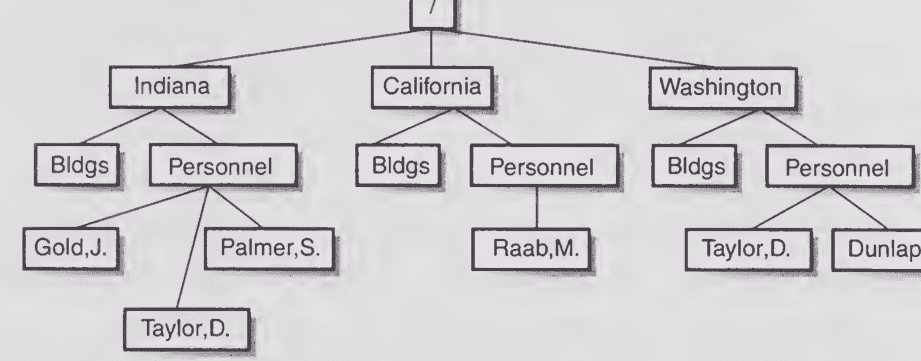 /
Indiana
California
Washington
Bldgs
Personnel
Bldgs
Personnel
Bldgs
Personnel
Gold,J.
Palmer,S.
Raab,M.
Taylor,D.
Dunlap
Taylor,D.